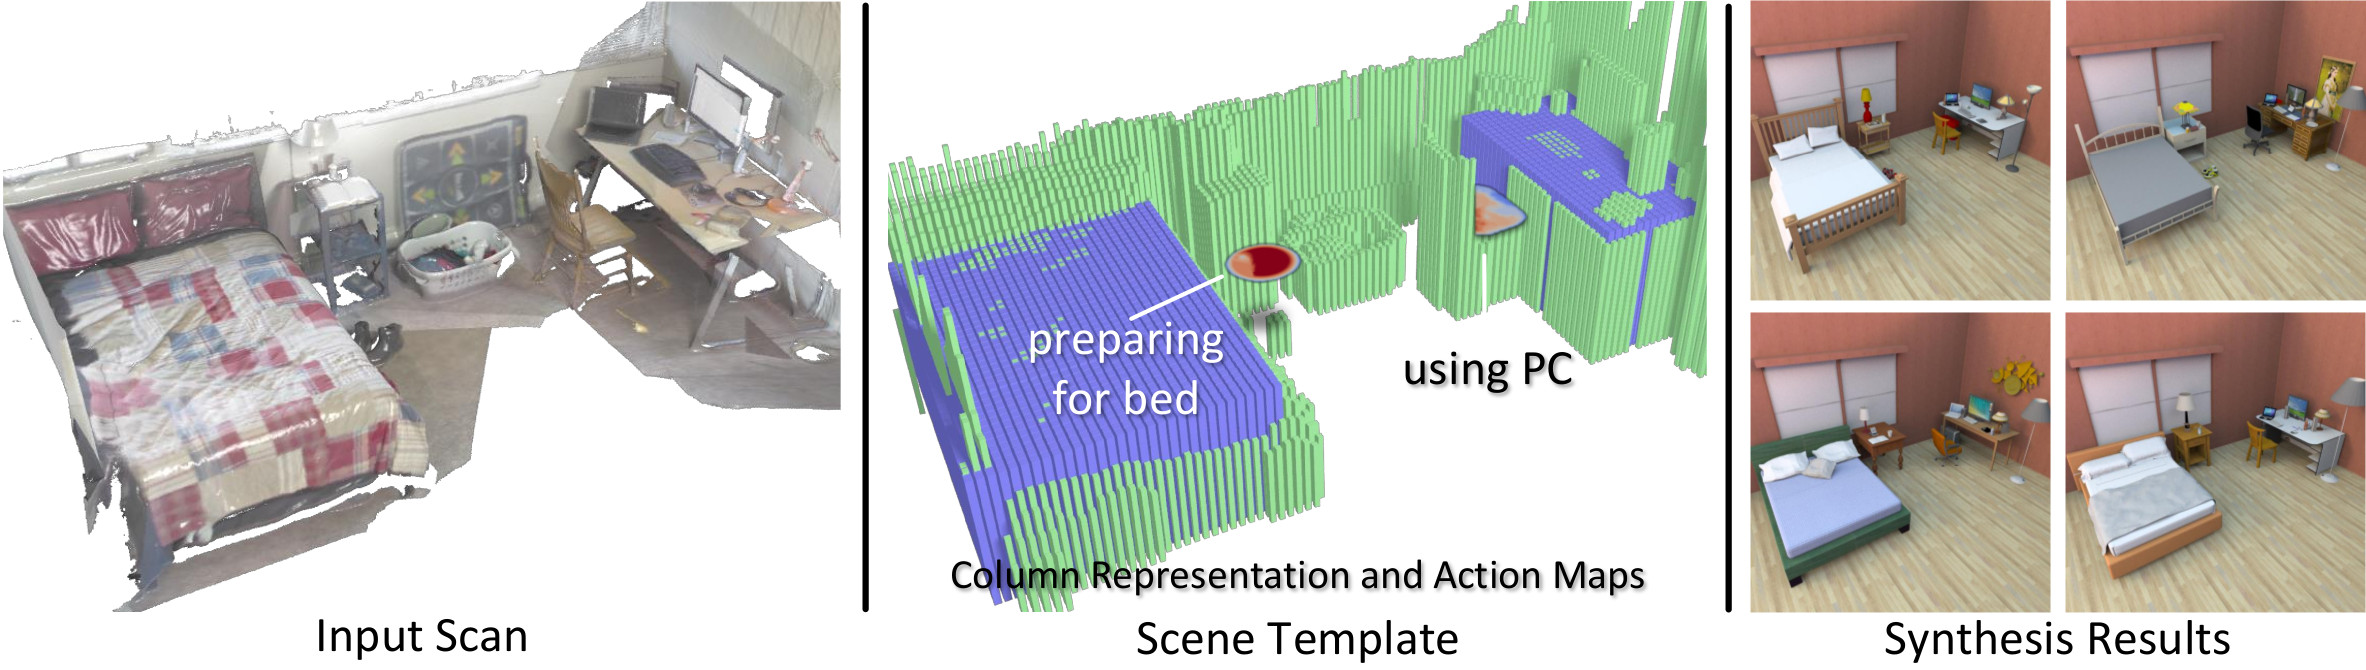 preparing
for bed
using PC
Column Representation and Action Maps
Input Scan
Scene Template
Synthesis Results